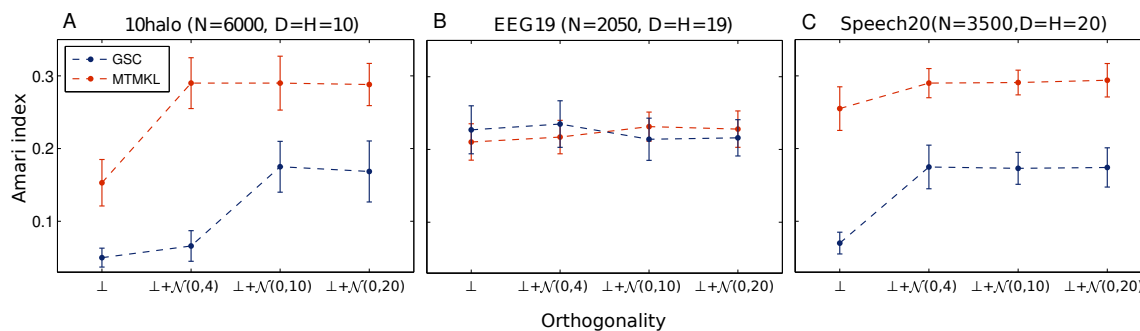 A
10halo (N=6000, D=H=10)
B
EEG19 (N=2050, D=H=19)
C
Speech20(N=3500,D=H=20)
GSC
MTMKL
Amari index
0.3
0.2
0.1
⊥ ⊥+𝒩(0,4) ⊥+𝒩(0,10) ⊥+𝒩(0,20)
⊥ ⊥+𝒩(0,4) ⊥+𝒩(0,10) ⊥+𝒩(0,20)
⊥ ⊥+𝒩(0,4) ⊥+𝒩(0,10) ⊥+𝒩(0,20)
Orthogonality